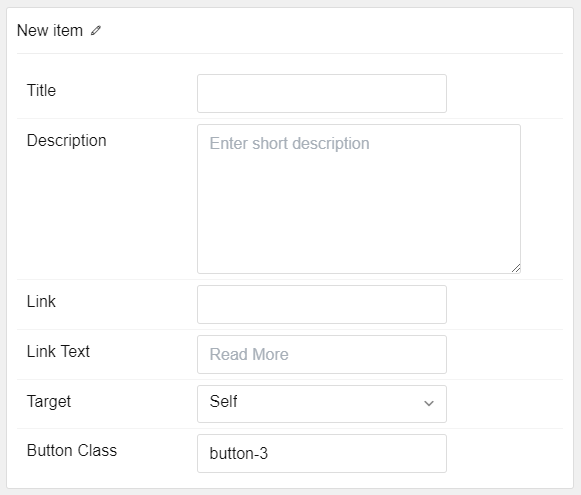 New item
Title
Description
Enter short description
Link
Link Text
Read More
Target
Self
Button Class
button-3